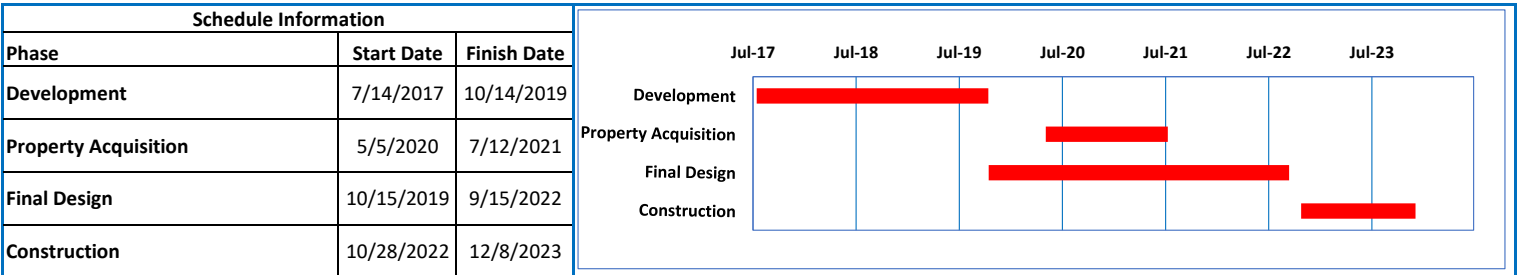 Schedule Information
Phase Start Date Finish Date
Development 7/14/2017 10/14/2019
Property Acquisition 5/5/2020 7/12/2021
Final Design 10/15/2019 9/15/2022
Construction 10/28/2022 12/8/2023
Jul-17 Jul-18 Jul-19 Jul-20 Jul-21 Jul-22 Jul-23
Development
Property Acquisition
Final Design
Construction